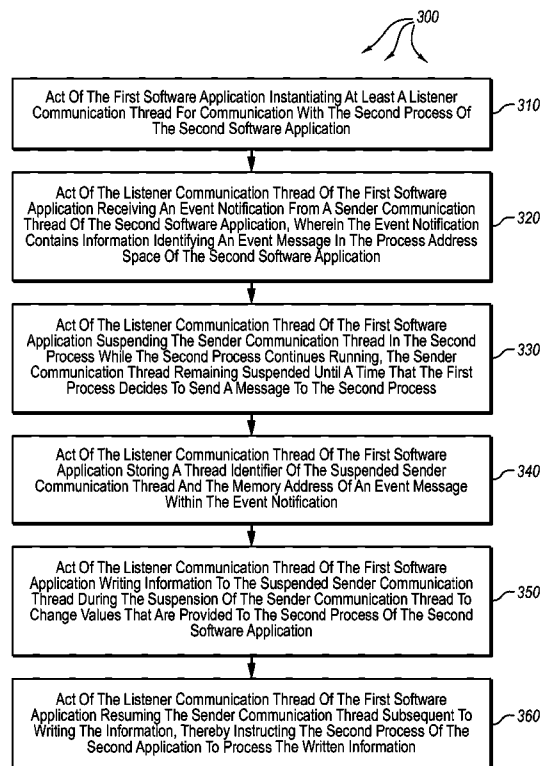 300
Act Of The First Software Application Instantiating At Least A Listener
Communication Thread For Communication With The Second Process Of
The Second Software Application
310
Act Of The Listener Communication Thread Of The First Software
Application Receiving An Event Notification From A Sender Communication
Thread Of The Second Software Application, Wherein The Event Notification
Contains Information Identifying An Event Message In The Process Address
Space Of The Second Software Application
320
Act Of The Listener Communication Thread Of The First Software
Application Suspending The Sender Communication Thread In The Second
Process While The Second Process Continues Running, The Sender
Communication Thread Remaining Suspended Until A Time That The First
Process Decides To Send A Message To The Second Process
330
Act Of The Listener Communication Thread Of The First Software
Application Storing A Thread Identifier Of The Suspended Sender
Communication Thread And The Memory Address Of An Event Message
Within The Event Notification
340
Act Of The Listener Communication Thread Of The First Software
Application Writing Information To The Suspended Sender Communication
Thread During The Suspension Of The Sender Communication Thread To
Change Values That Are Provided To The Second Process Of The Second
Software Application
350
Act Of The Listener Communication Thread Of The First Software
Application Resuming The Sender Communication Thread Subsequent To
Writing The Information, Thereby Instructing The Second Process Of The
Second Application To Process The Written Information
360